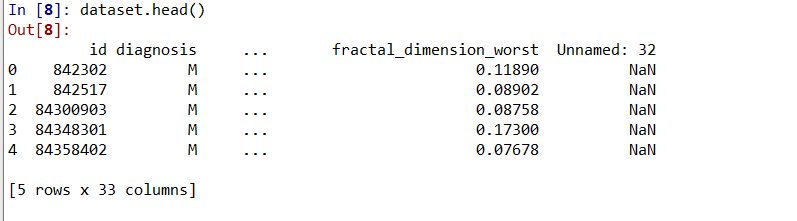 In [8]: dataset.head()
Out[8]:
id diagnosis ... fractal_dimension_worst Unnamed: 32
0 842302 M ... 0.11890 NaN
1 842517 M ... 0.08902 NaN
2 84300903 M ... 0.08758 NaN
3 84348301 M ... 0.17300 NaN
4 84358402 M ... 0.07678 NaN
[5 rows x 33 columns]